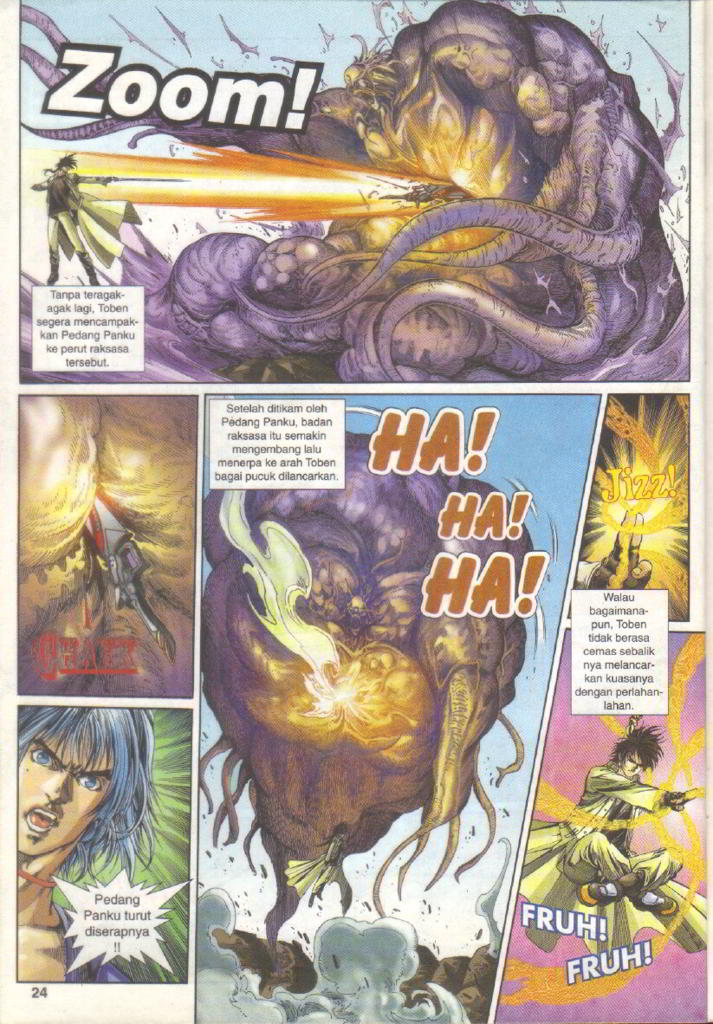 Zoom!
Tanpa teragak-
agak lagi, Toben
segera mencampak-
kan Pedang Panku
ke perut raksasa
tersebut.
Setelah ditikam oleh
Pedang Panku, badan
raksasa itu semakin
mengembang lalu
menerpa ke arah Toben
bagai pucuk dilancarkan.
HA!
HA!
HA!
Jizz!
Walau
bagaimana-
pun, Toben
tidak berasa
cemas sebalik
nya melancar-
kan kuasanya
dengan perlahan-
lahan.
Pedang
Panku turut
diserapnya
!!
FRUH!
FRUH!
24